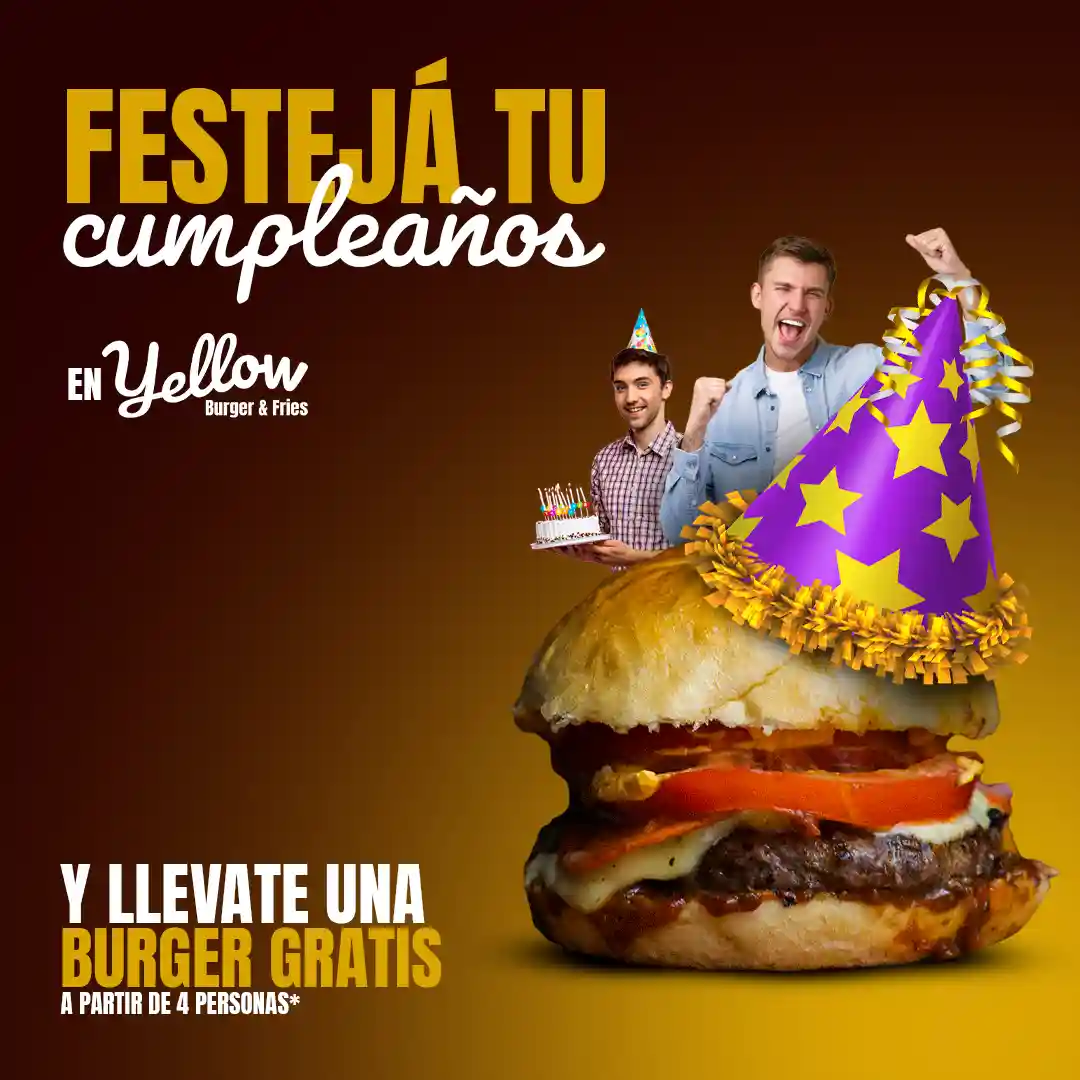 FESTEJÁ TU
cumpleaños
EN Yellow
Burger & Fries
Y LLEVATE UNA
BURGER GRATIS
A PARTIR DE 4 PERSONAS*